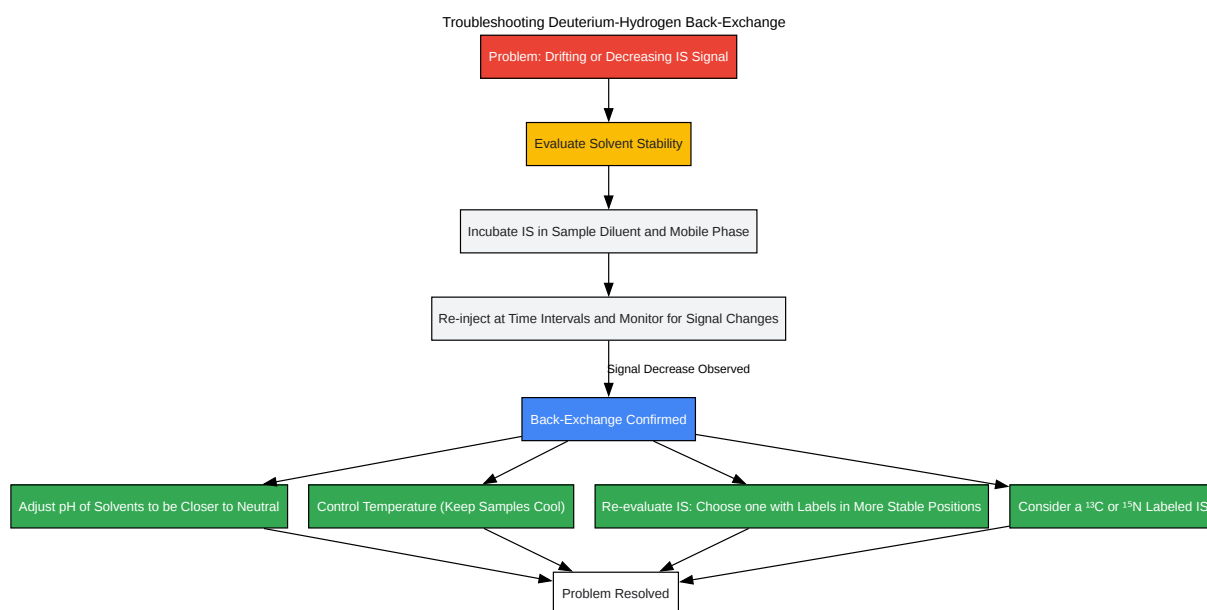 Troubleshooting Deuterium-Hydrogen Back-Exchange
Problem: Drifting or Decreasing IS Signal
Evaluate Solvent Stability
Incubate IS in Sample Diluent and Mobile Phase
Re-inject at Time Intervals and Monitor for Signal Changes
Signal Decrease Observed
Back-Exchange Confirmed
Adjust pH of Solvents to be Closer to Neutral
Control Temperature (Keep Samples Cool)
Re-evaluate IS: Choose one with Labels in More Stable Positions
Consider a ¹³C or ¹⁵N Labeled IS
Problem Resolved